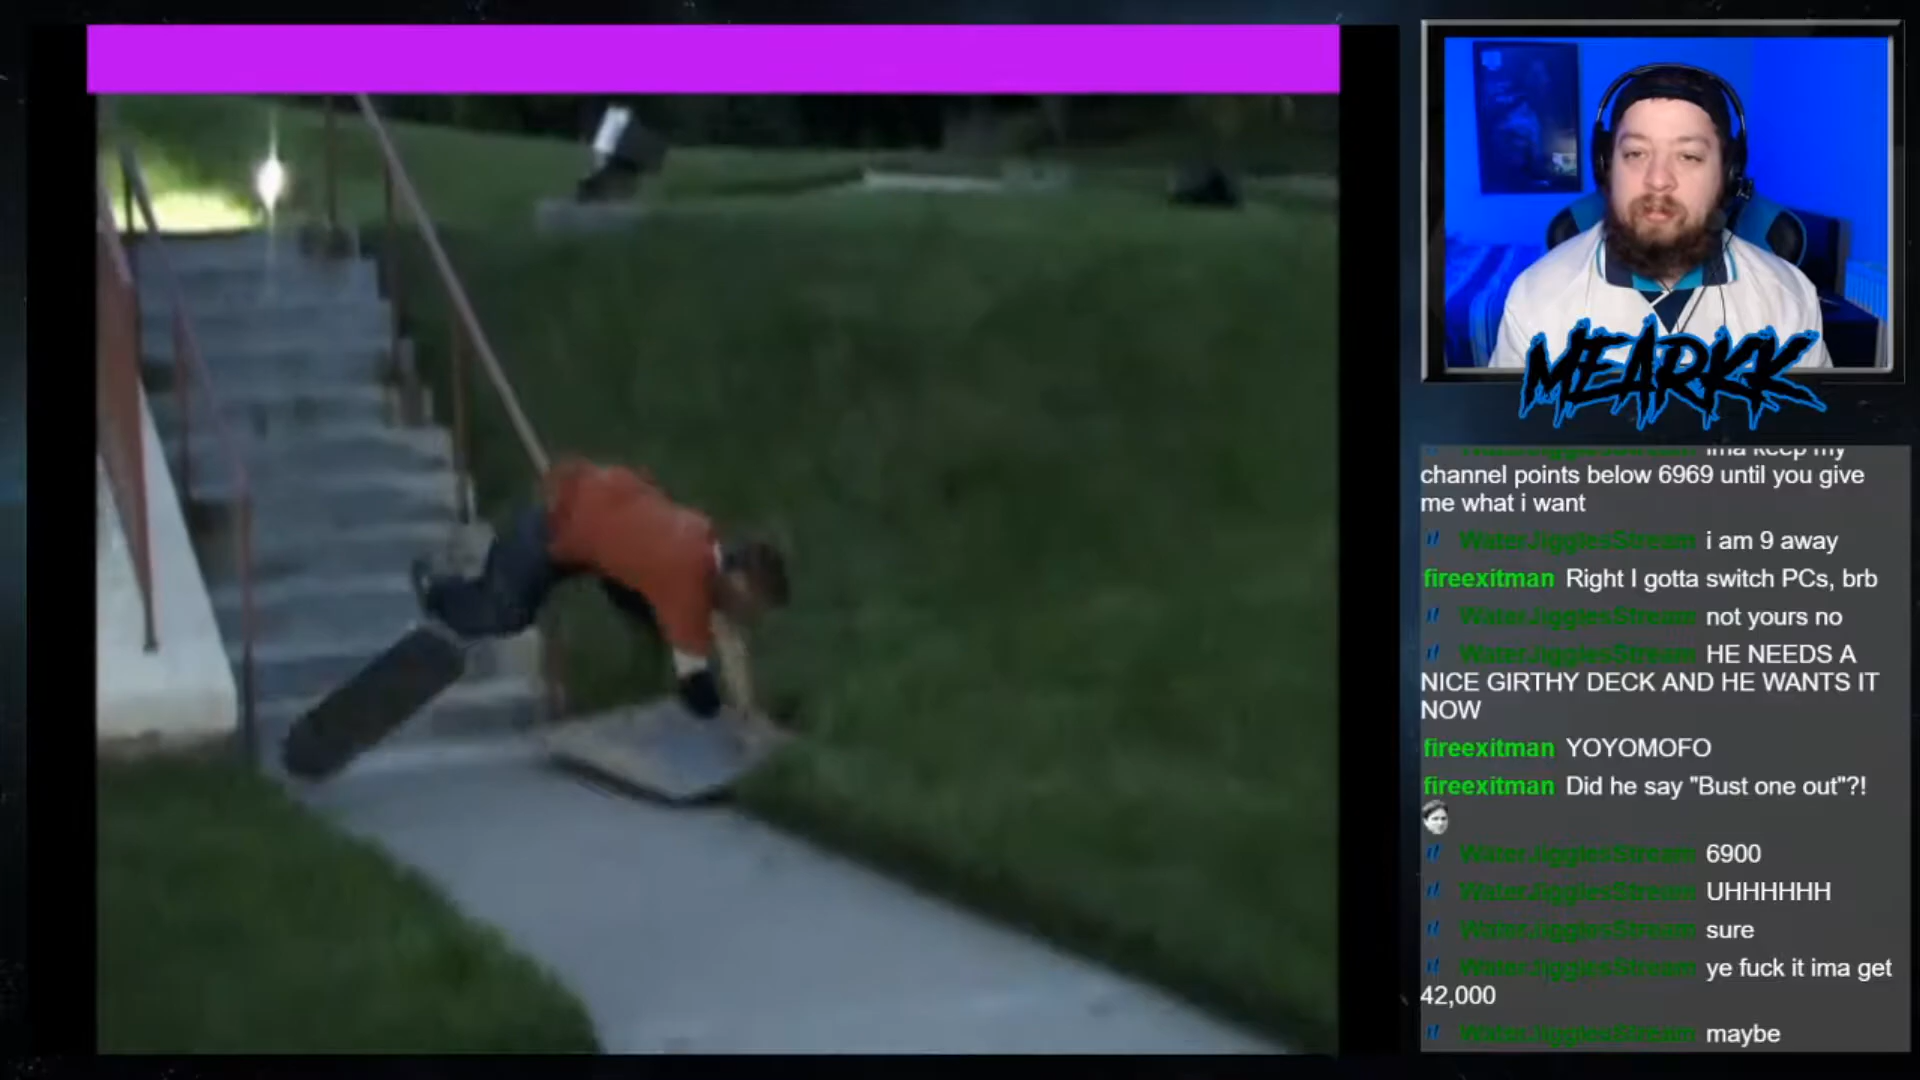 MEARKK
channel points below 6969 until you give
me what i want
WaterJigglesStream i am 9 away
fireexitman Right I gotta switch PCs, brb
WaterJigglesStream not yours no
WaterJigglesStream HE NEEDS A
NICE GIRTHY DECK AND HE WANTS IT
NOW
fireexitman YOYOMOFO
fireexitman Did he say "Bust one out"?!
WaterJigglesStream 6900
WaterJigglesStream UHHHHHH
WaterJigglesStream sure
WaterJigglesStream ye fuck it ima get
42,000
WaterJigglesStream maybe